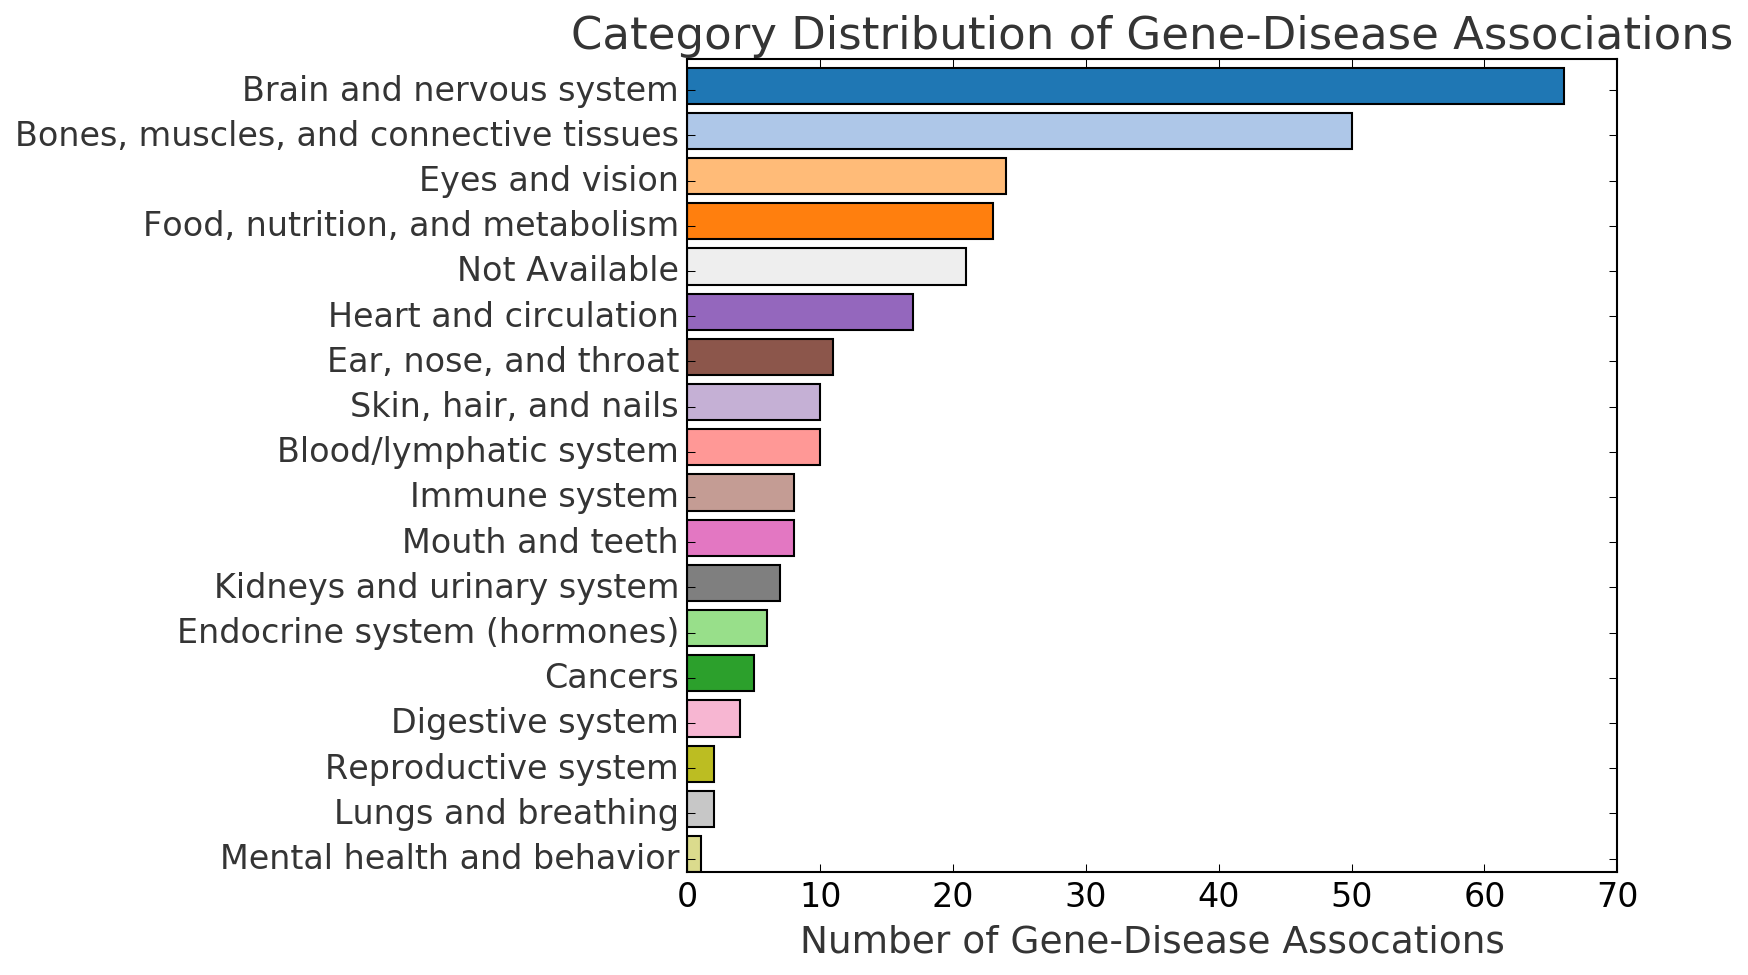 Category Distribution of Gene-Disease Associations
Brain and nervous system
Bones, muscles, and connective tissues
Eyes and vision
Food, nutrition, and metabolism
Not Available
Heart and circulation
Ear, nose, and throat
Skin, hair, and nails
Blood/lymphatic system
Immune system
Mouth and teeth
Kidneys and urinary system
Endocrine system (hormones)
Cancers
Digestive system
Reproductive system
Lungs and breathing
Mental health and behavior
0 10 20 30 40 50 60 70
Number of Gene-Disease Assocations